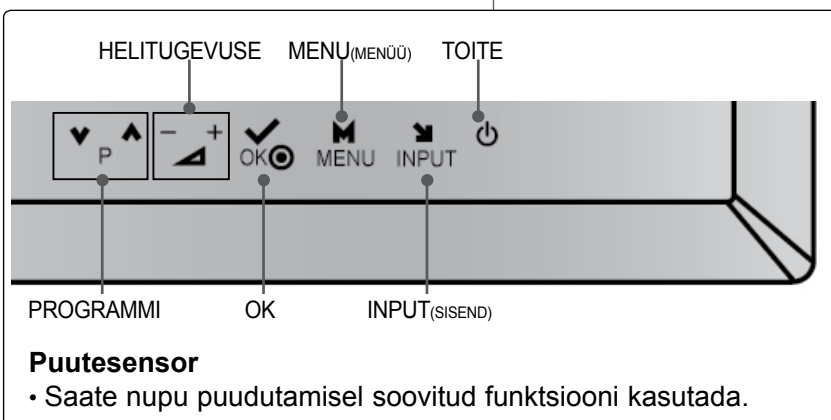 HELITUGEVUSE MENU(MENÜÜ) TOITE
P - + OK MENU INPUT
PROGRAMMI OK INPUT(SISEND)
Puutesensor
• Saate nupu puudutamisel soovitud funktsiooni kasutada.